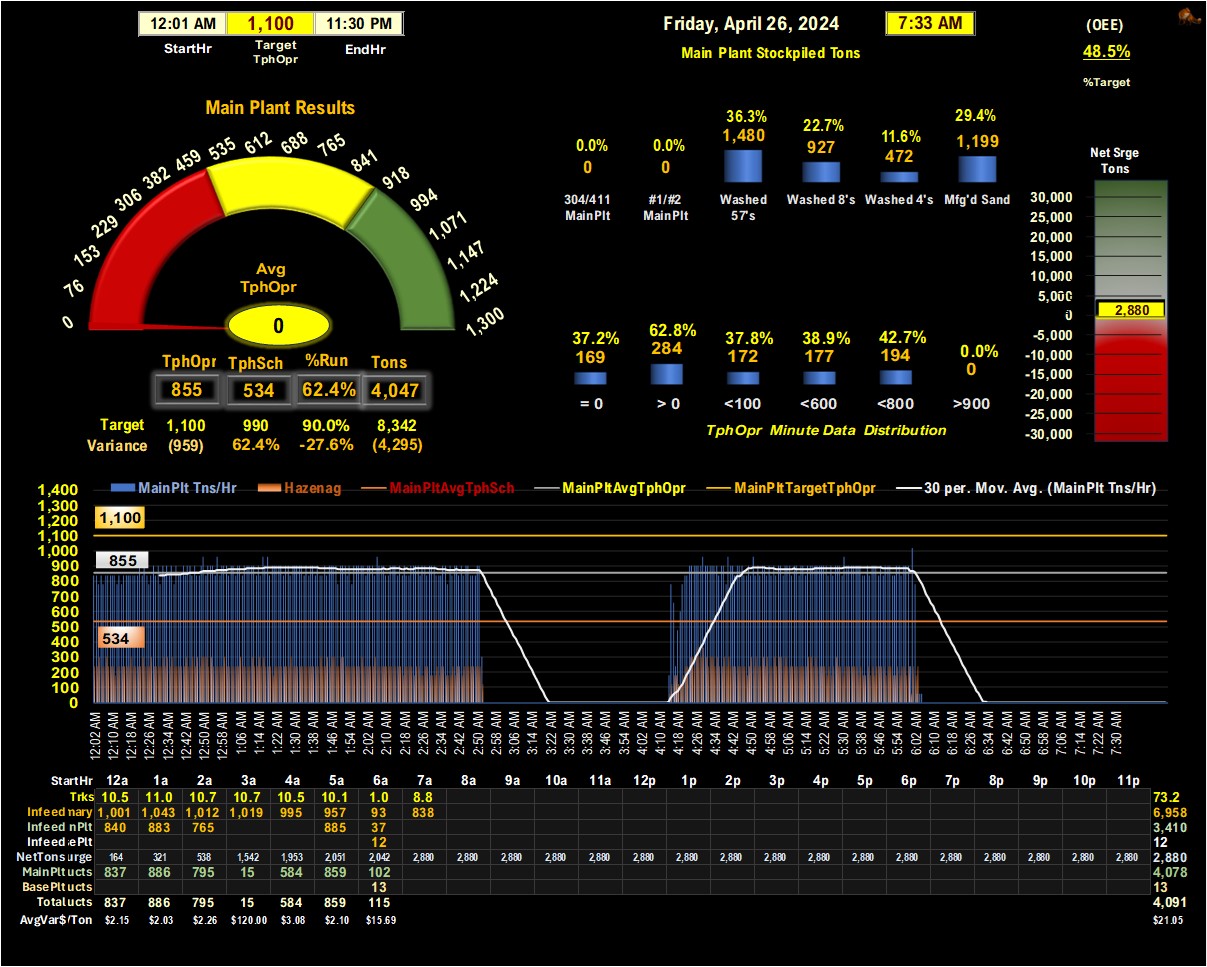 12:01 AM 1,100 11:30 PM
StartHr Target TphOpr EndHr
Friday, April 26, 2024 7:33 AM
Main Plant Stockpiled Tons
(OEE)
48.5%
%Target
Main Plant Results
0 76 153 229 306 382 459 535 612 688 765 841 918 994 1,071 1,147 1,224 1,300
Avg
TphOpr
0
TphOpr TphSch %Run Tons
855 534 62.4% 4,047
Target 1,100 990 90.0% 8,342
Variance (959) 62.4% -27.6% (4,295)
0.0% 0.0% 36.3% 22.7% 11.6% 29.4%
0 0 1,480 927 472 1,199
304/411 MainPlt #1/#2 MainPlt Washed 57's Washed 8's Washed 4's Mfg'd Sand
37.2% 62.8% 37.8% 38.9% 42.7% 0.0%
169 284 172 177 194 0
= 0 > 0 <100 <600 <800 >900
TphOpr Minute Data Distribution
Net Srge
Tons
30,000
25,000
20,000
15,000
10,000
5,000
0
2,880
-5,000
-10,000
-15,000
-20,000
-25,000
-30,000
MainPlt Tns/Hr Hazenag MainPltAvgTphSch MainPltAvgTphOpr MainPltTargetTphOpr 30 per. Mov. Avg. (MainPlt Tns/Hr)
1,400
1,300
1,200
1,100
1,000
900
800
700
600
500
400
300
200
100
0
1,100
855
534
12:02 AM 12:10 AM 12:18 AM 12:26 AM 12:34 AM 12:42 AM 12:50 AM 12:58 AM 1:06 AM 1:14 AM 1:22 AM 1:30 AM 1:38 AM 1:46 AM 1:54 AM 2:02 AM 2:10 AM 2:18 AM 2:26 AM 2:34 AM 2:42 AM 2:50 AM 2:58 AM 3:06 AM 3:14 AM 3:22 AM 3:30 AM 3:38 AM 3:46 AM 3:54 AM 4:02 AM 4:10 AM 4:18 AM 4:26 AM 4:34 AM 4:42 AM 4:50 AM 4:58 AM 5:06 AM 5:14 AM 5:22 AM 5:30 AM 5:38 AM 5:46 AM 5:54 AM 6:02 AM 6:10 AM 6:18 AM 6:26 AM 6:34 AM 6:42 AM 6:50 AM 6:58 AM 7:06 AM 7:14 AM 7:22 AM 7:30 AM
StartHr 12a 1a 2a 3a 4a 5a 6a 7a 8a 9a 10a 11a 12p 1p 2p 3p 4p 5p 6p 7p 8p 9p 10p 11p
Trks 10.5 11.0 10.7 10.7 10.5 10.1 1.0 8.8 73.2
Infeed mary 1,001 1,043 1,012 1,019 995 957 93 838 6,958
Infeed nPlt 840 883 765 885 37 3,410
Infeed ePlt 12 12
NetTons urge 164 321 538 1,542 1,953 2,051 2,042 2,880 2,880 2,880 2,880 2,880 2,880 2,880 2,880 2,880 2,880 2,880 2,880 2,880 2,880 2,880 2,880 2,880 2,880
MainPlt ucts 837 886 795 15 584 859 102 4,078
BasePlt ucts 13 13
Total ucts 837 886 795 15 584 859 115 4,091
AvgVar$/Ton $2.15 $2.03 $2.26 $120.00 $3.08 $2.10 $15.69 $21.05